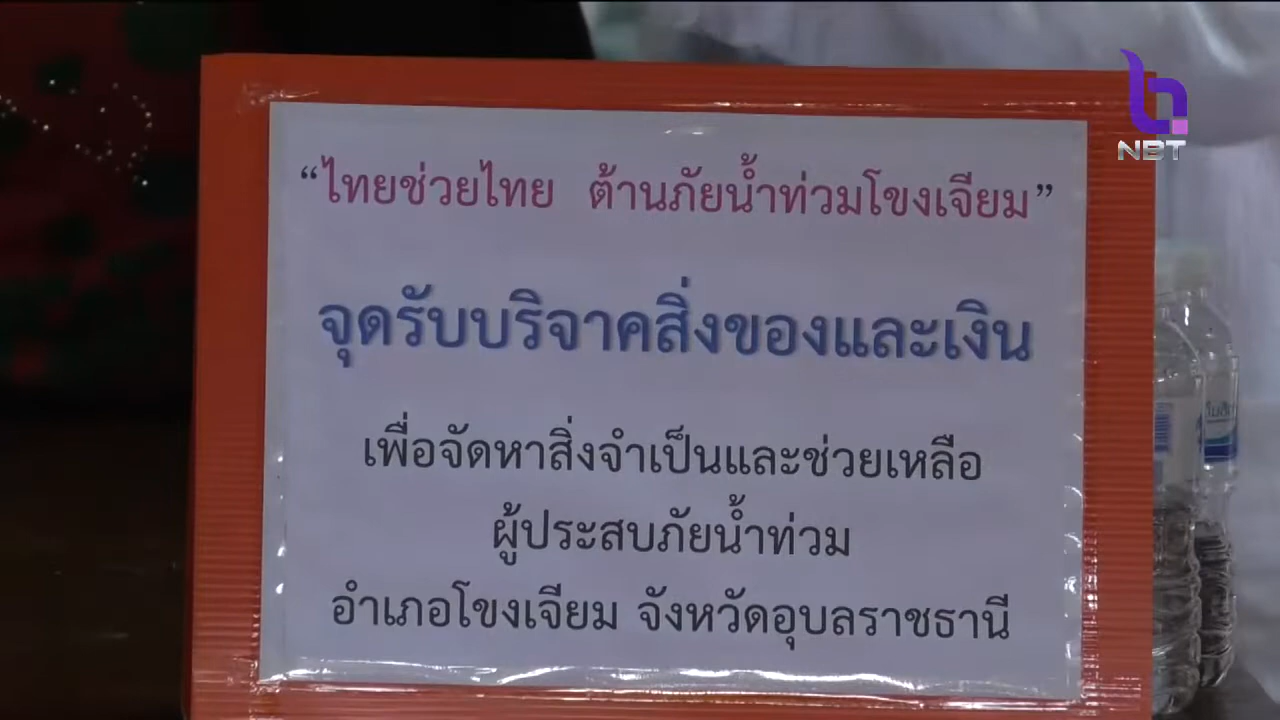 NBT
“ไทยช่วยไทย ต้านภัยน้ำท่วมโขงเจียม”
จุดรับบริจาคสิ่งของและเงิน
เพื่อจัดหาสิ่งจำเป็นและช่วยเหลือ
ผู้ประสบภัยน้ำท่วม
อำเภอโขงเจียม จังหวัดอุบลราชธานี